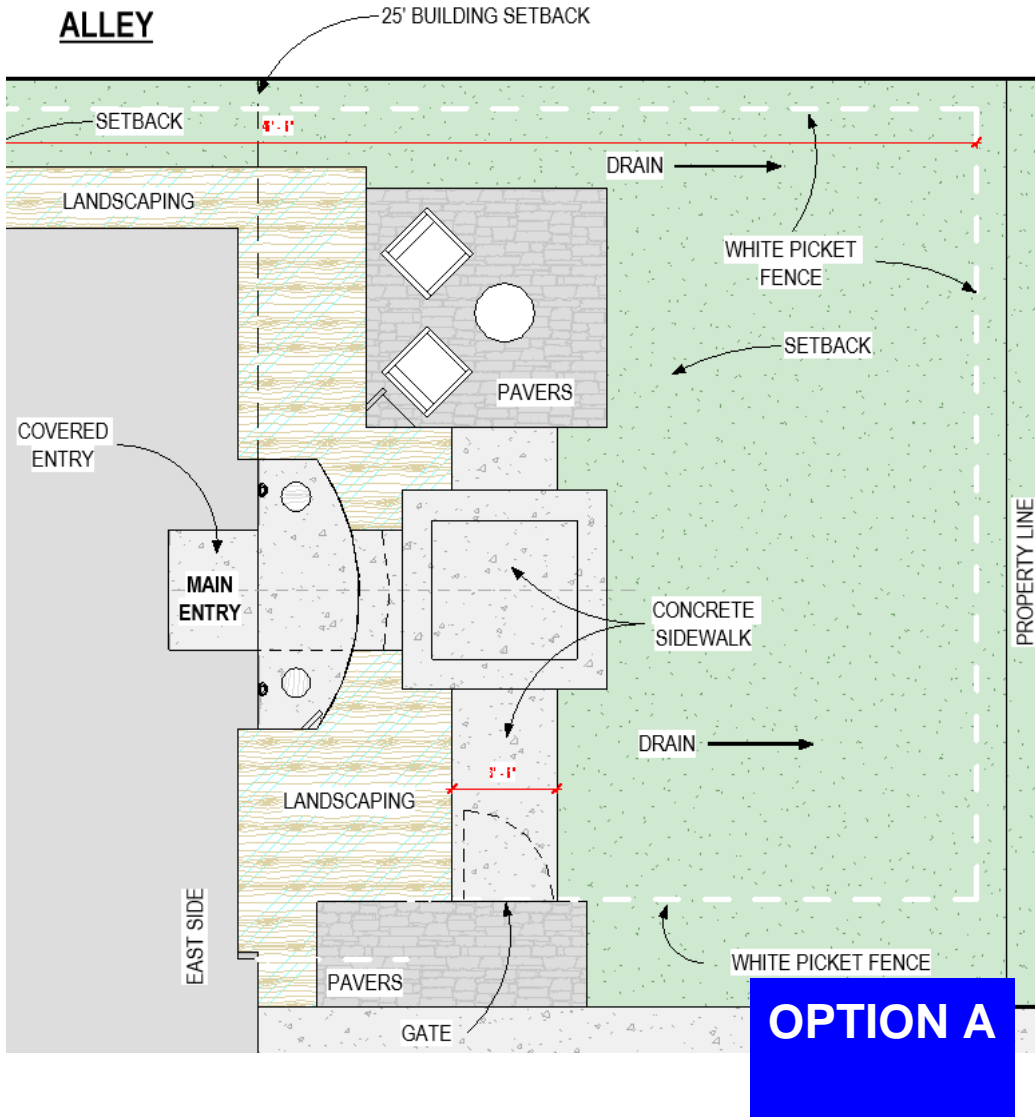 ALLEY
25' BUILDING SETBACK
SETBACK
DRAIN
LANDSCAPING
WHITE PICKET
FENCE
SETBACK
PAVERS
COVERED
ENTRY
MAIN
ENTRY
CONCRETE
SIDEWALK
PROPERTY LINE
DRAIN
LANDSCAPING
EAST SIDE
WHITE PICKET FENCE
PAVERS
GATE
OPTION A